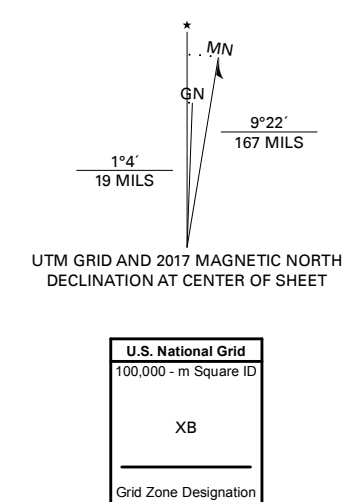 ★
MN
GN
9°22´
167 MILS
1°4´
19 MILS
UTM GRID AND 2017 MAGNETIC NORTH
DECLINATION AT CENTER OF SHEET
U.S. National Grid
100,000 - m Square ID
XB
Grid Zone Designation